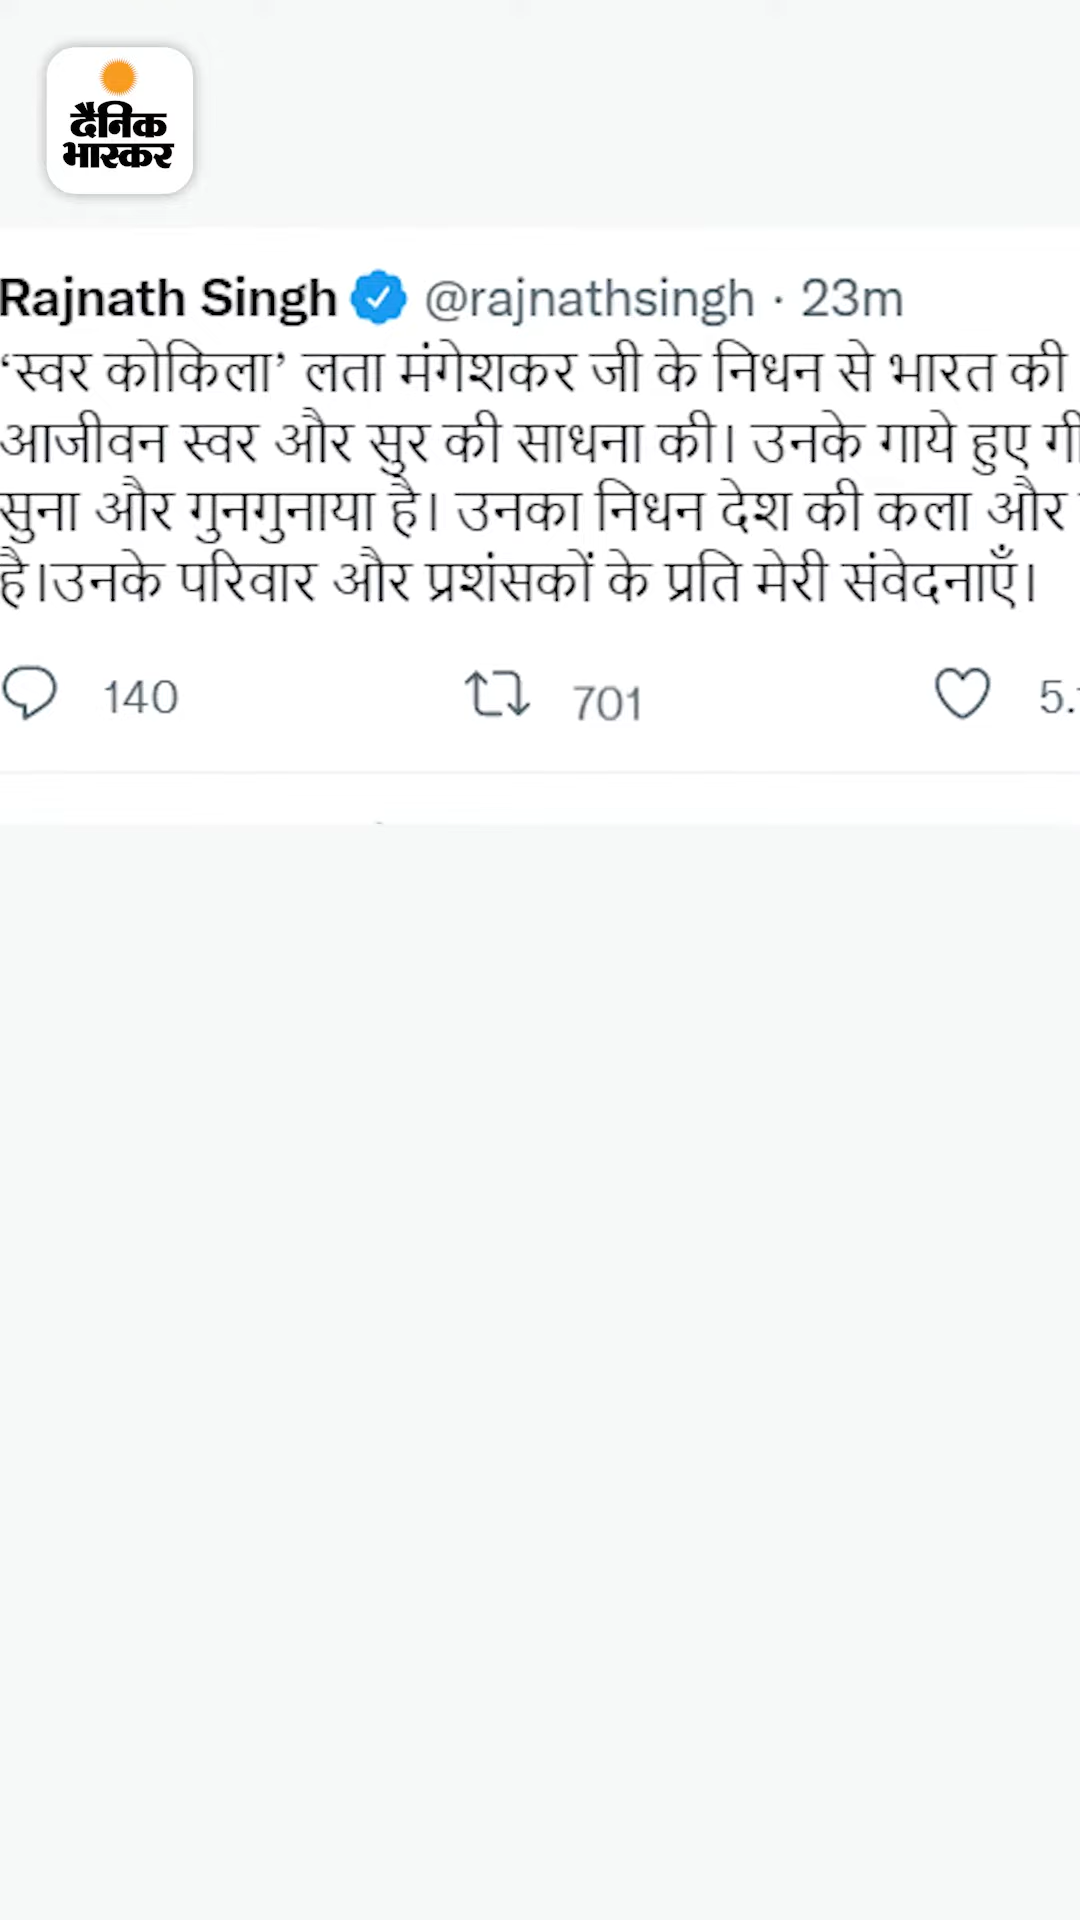 दैनिक
भास्कर
Rajnath Singh @rajnathsingh · 23m
‘स्वर कोकिला’ लता मंगेशकर जी के निधन से भारत की
आजीवन स्वर और सुर की साधना की। उनके गाये हुए
सुना और गुनगुनाया है। उनका निधन देश की कला और
है।उनके परिवार और प्रशंसकों के प्रति मेरी संवेदनाएँ।
140 701